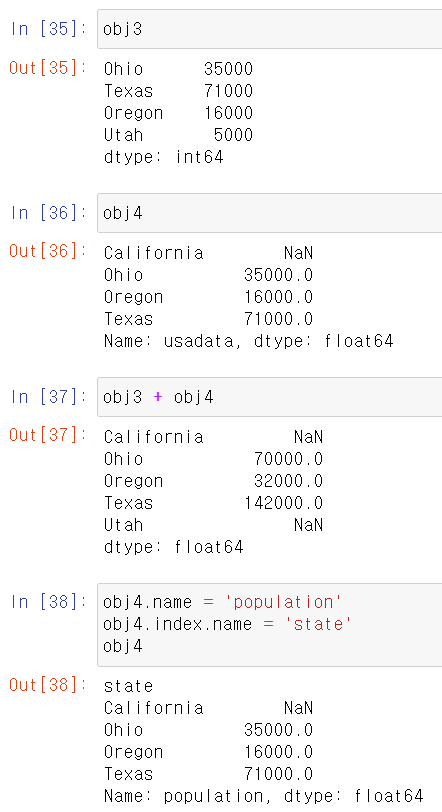 In [35]: obj3
Out[35]: Ohio 35000
Texas 71000
Oregon 16000
Utah 5000
dtype: int64
In [36]: obj4
Out[36]: California NaN
Ohio 35000.0
Oregon 16000.0
Texas 71000.0
Name: usadata, dtype: float64
In [37]: obj3 + obj4
Out[37]: California NaN
Ohio 70000.0
Oregon 32000.0
Texas 142000.0
Utah NaN
dtype: float64
In [38]: obj4.name = 'population'
obj4.index.name = 'state'
obj4
Out[38]: state
California NaN
Ohio 35000.0
Oregon 16000.0
Texas 71000.0
Name: population, dtype: float64